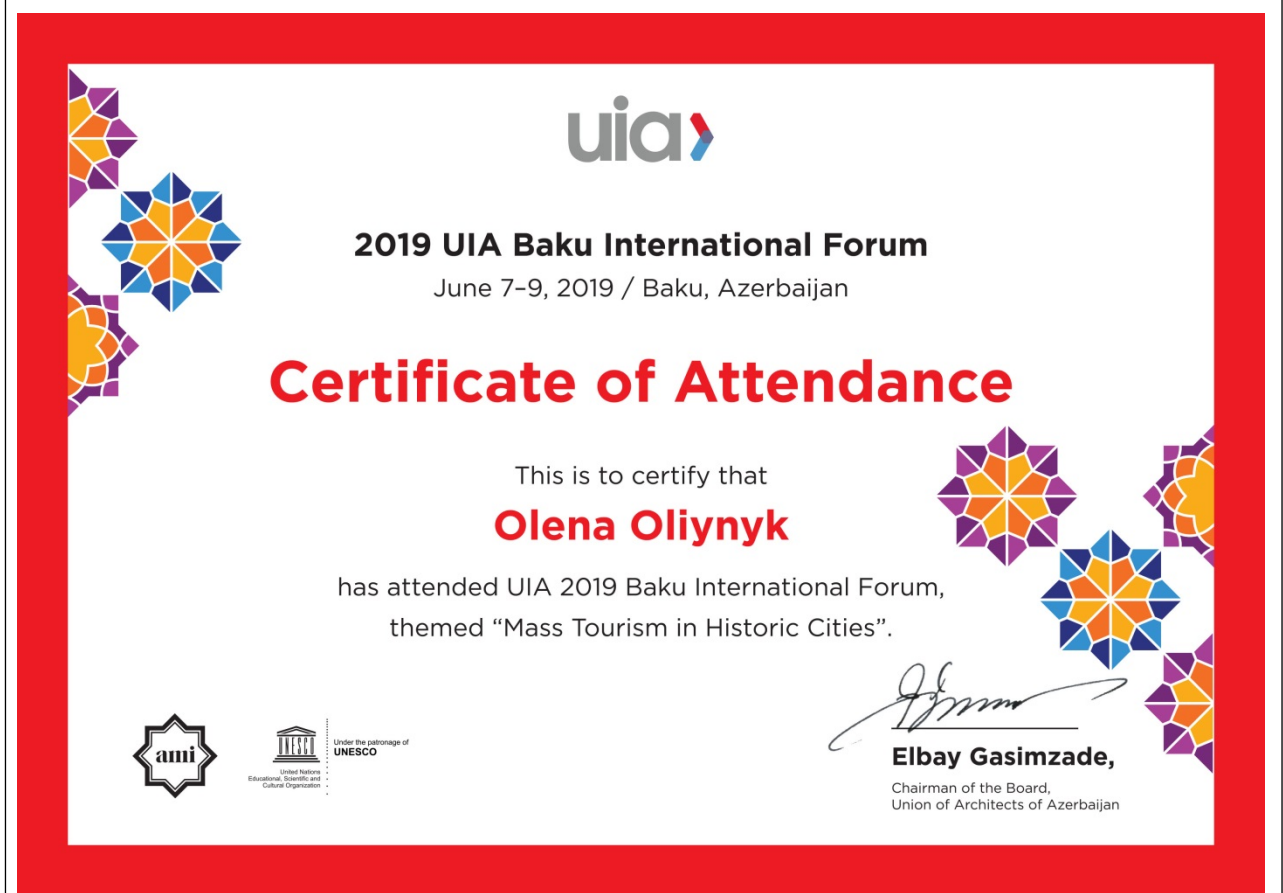 uia
2019 UIA Baku International Forum
June 7–9, 2019 / Baku, Azerbaijan
Certificate of Attendance
This is to certify that
Olena Oliynyk
has attended UIA 2019 Baku International Forum,
themed “Mass Tourism in Historic Cities”.
ami
UNESCO
United Nations
Educational, Scientific and
Cultural Organization
Under the patronage of
UNESCO
Elbay Gasimzade,
Chairman of the Board,
Union of Architects of Azerbaijan